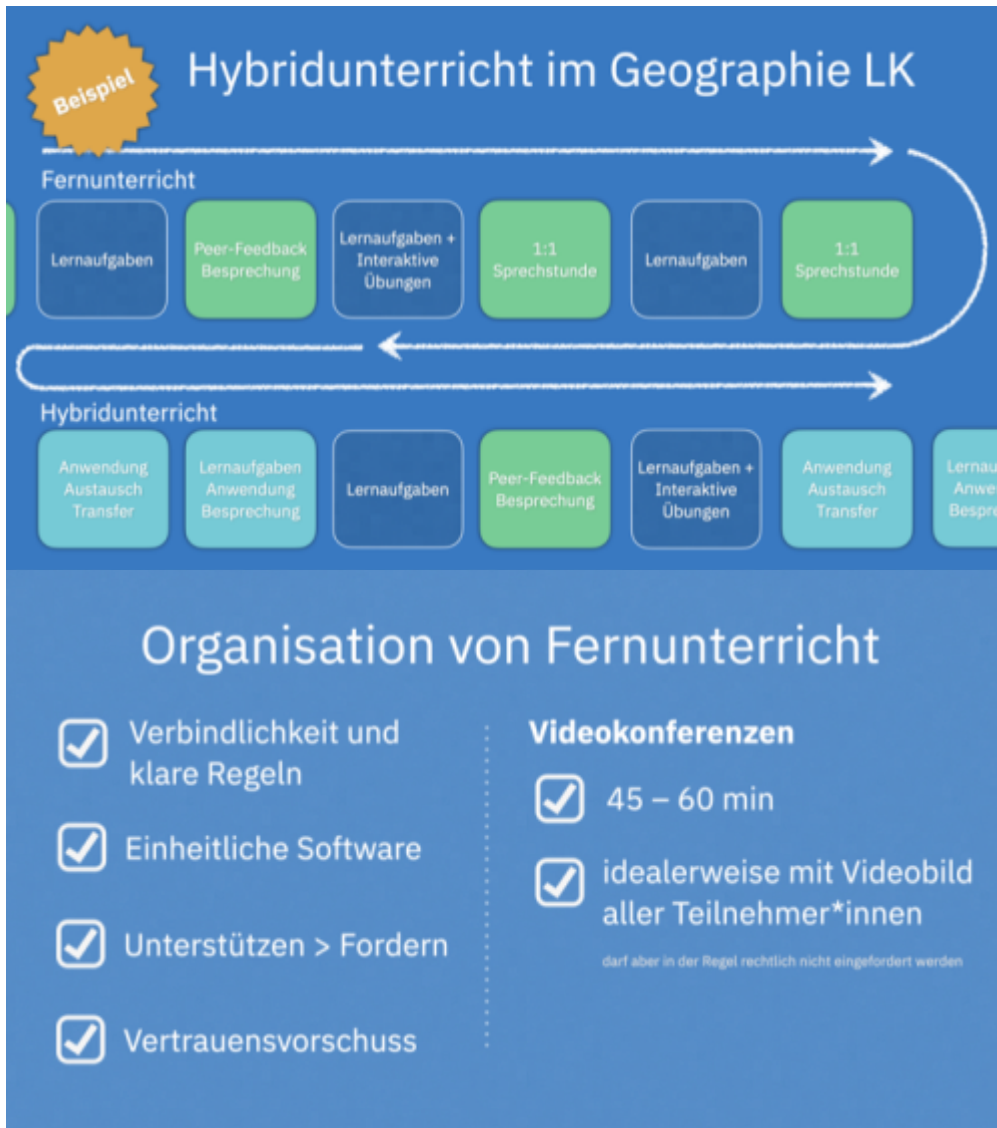 Beispiel
Hybridunterricht im Geographie LK
Fernunterricht
Lernaufgaben
Peer-Feedback
Besprechung
Lernaufgaben +
Interaktive
Übungen
1:1
Sprechstunde
Lernaufgaben
1:1
Sprechstunde
Hybridunterricht
Anwendung
Austausch
Transfer
Lernaufgaben
Anwendung
Besprechung
Lernaufgaben
Peer-Feedback
Besprechung
Lernaufgaben +
Interaktive
Übungen
Anwendung
Austausch
Transfer
Lernau
Anwe
Bespre
Organisation von Fernunterricht
Verbindlichkeit und
klare Regeln
Einheitliche Software
Unterstützen > Fordern
Vertrauensvorschuss
Videokonferenzen
45 – 60 min
idealerweise mit Videobild
aller Teilnehmer*innen
darf aber in der Regel rechtlich nicht eingefordert werden